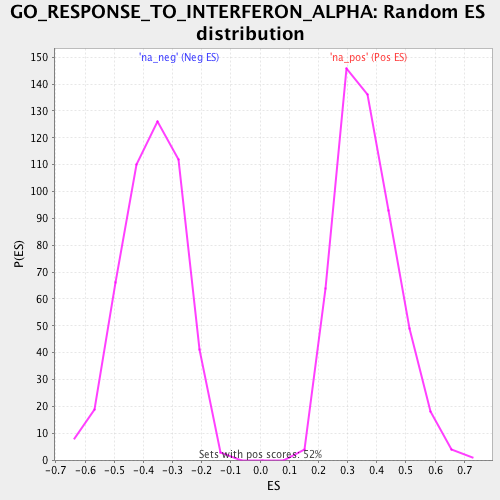 GO_RESPONSE_TO_INTERFERON_ALPHA: Random ES
distribution
'na_neg' (Neg ES)
'na_pos' (Pos ES)
150
140
130
120
110
100
90
80
70
60
50
40
30
20
10
0
P(ES)
Sets with pos scores: 52%
-0.7 -0.6 -0.5 -0.4 -0.3 -0.2 -0.1 0.0 0.1 0.2 0.3 0.4 0.5 0.6 0.7
ES